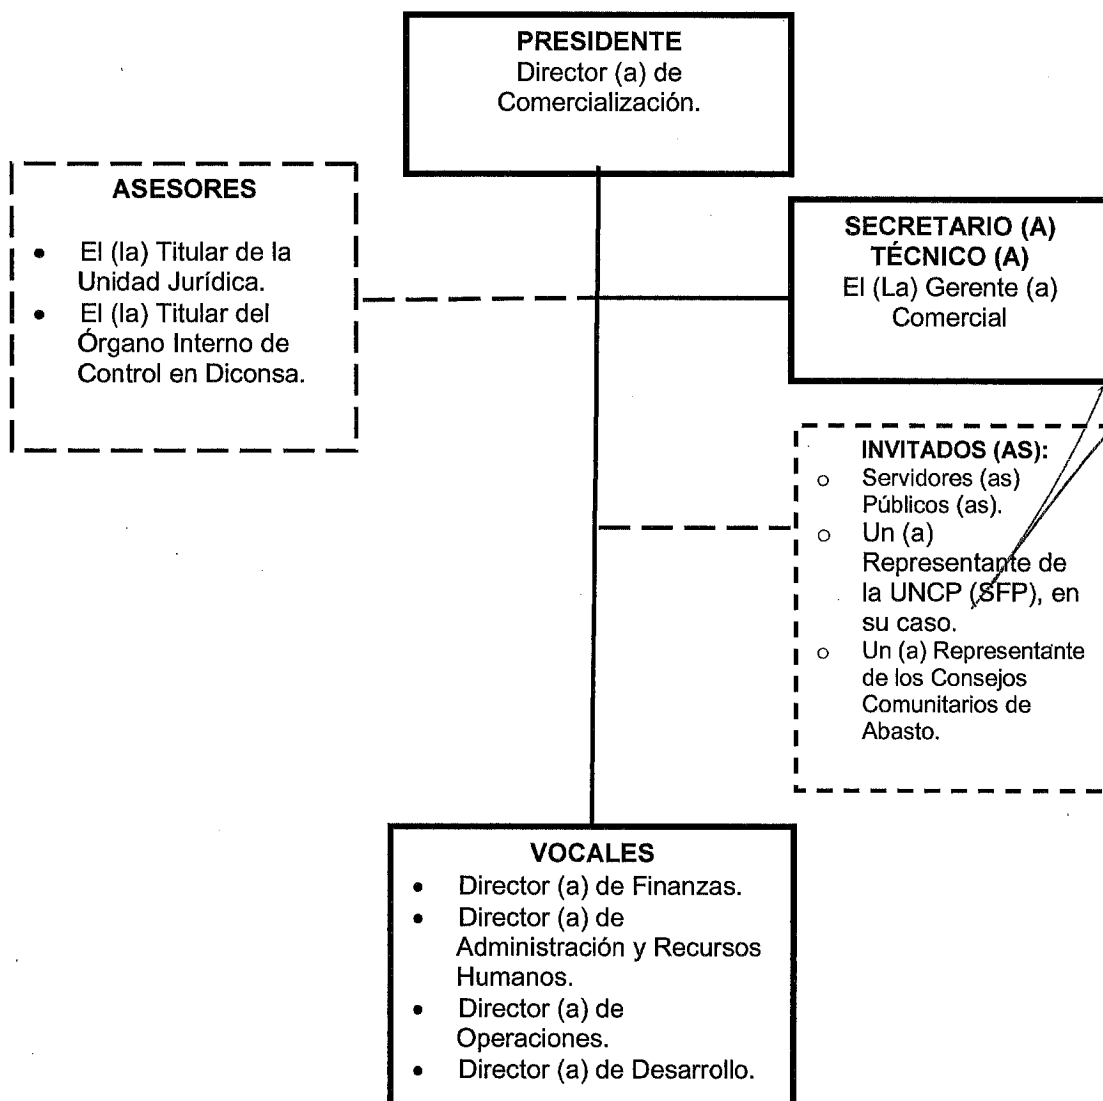 PRESIDENTE
Director (a) de
Comercialización.
ASESORES
• El (la) Titular de la
Unidad Jurídica.
• El (la) Titular del
Órgano Interno de
Control en Diconsa.
SECRETARIO (A)
TÉCNICO (A)
El (La) Gerente (a)
Comercial
INVITADOS (AS):
○ Servidores (as)
Públicos (as).
○ Un (a)
Representante de
la UNCP (SFP), en
su caso.
○ Un (a) Representante
de los Consejos
Comunitarios de
Abasto.
VOCALES
• Director (a) de Finanzas.
• Director (a) de
Administración y Recursos
Humanos.
• Director (a) de
Operaciones.
• Director (a) de Desarrollo.